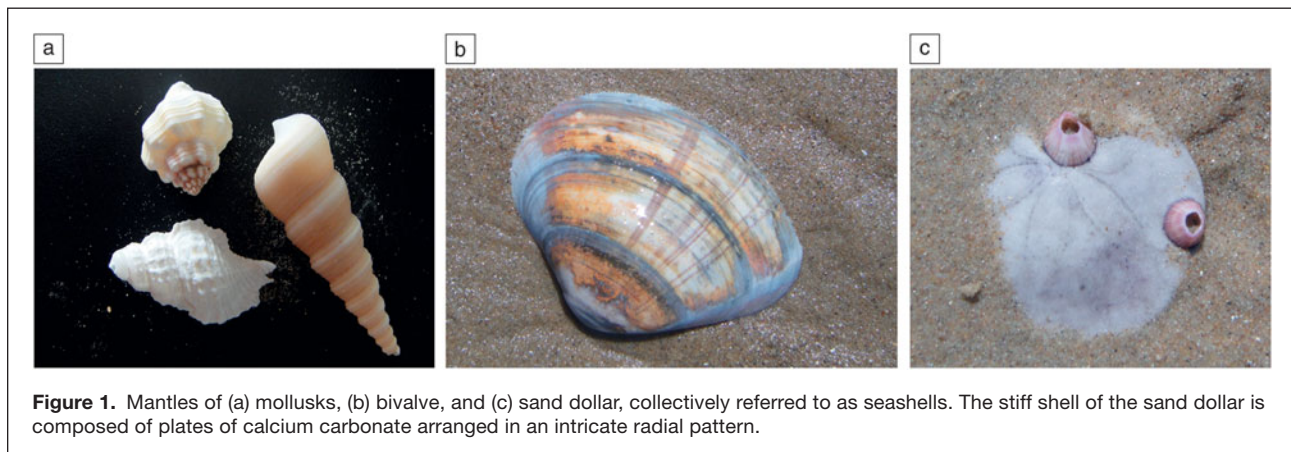 a
b
c
Figure 1. Mantles of (a) mollusks, (b) bivalve, and (c) sand dollar, collectively referred to as seashells. The stiff shell of the sand dollar is
composed of plates of calcium carbonate arranged in an intricate radial pattern.